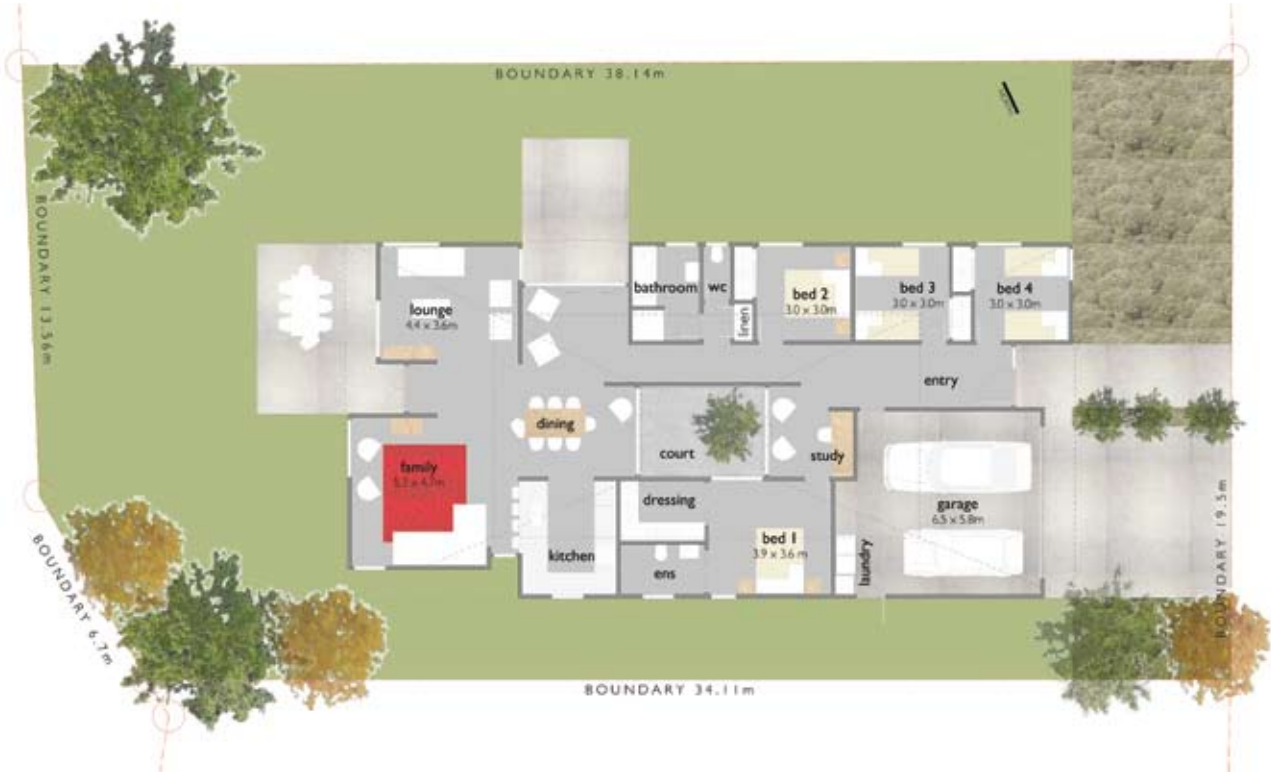 BOUNDARY 38.14m
BOUNDARY 13.56m
bathroom
wc
linen
bed 2
3.0 x 3.0m
bed 3
3.0 x 3.0m
bed 4
3.0 x 3.0m
lounge
4.4 x 3.6m
entry
dining
court
study
family
5.3 x 4.7m
dressing
garage
6.5 x 5.8m
BOUNDARY 19.5m
kitchen
ens
bed 1
3.9 x 3.6 m
laundry
BOUNDARY 6.7m
BOUNDARY 34.11m